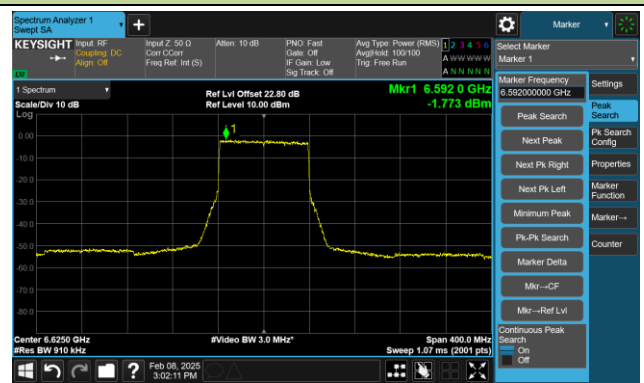 Spectrum Analyzer 1
Swept SA
+
Marker
KEYSIGHT
Input: RF
Coupling: DC
Align: Off
Input Z: 50 Ω
Corr CCorr
Freq Ref: Int (S)
Atten: 10 dB
PNO: Fast
Gate: Off
IF Gain: Low
Sig Track: Off
Avg Type: Power (RMS)
Avg|Hold: 100/100
Trig: Free Run
1 2 3 4 5 6
A W W W W W
A N N N N N
LW
Select Marker
Marker 1
1 Spectrum
Scale/Div 10 dB
Log
Ref Lvl Offset 22.80 dB
Ref Level 10.00 dBm
Mkr1 6.592 0 GHz
-1.773 dBm
1
0.00
-10.0
-20.0
-30.0
-40.0
-50.0
-60.0
-70.0
-80.0
Center 6.6250 GHz
#Res BW 910 kHz
#Video BW 3.0 MHz*
Span 400.0 MHz
Sweep 1.07 ms (2001 pts)
Marker Frequency
6.592000000 GHz
Peak Search
Next Peak
Next Pk Right
Next Pk Left
Minimum Peak
Pk-Pk Search
Marker Delta
Mkr→CF
Mkr→Ref Lvl
Continuous Peak
Search
On
Off
Settings
Peak
Search
Pk Search
Config
Properties
Marker
Function
Marker→
Counter
?
Feb 08, 2025
3:02:11 PM